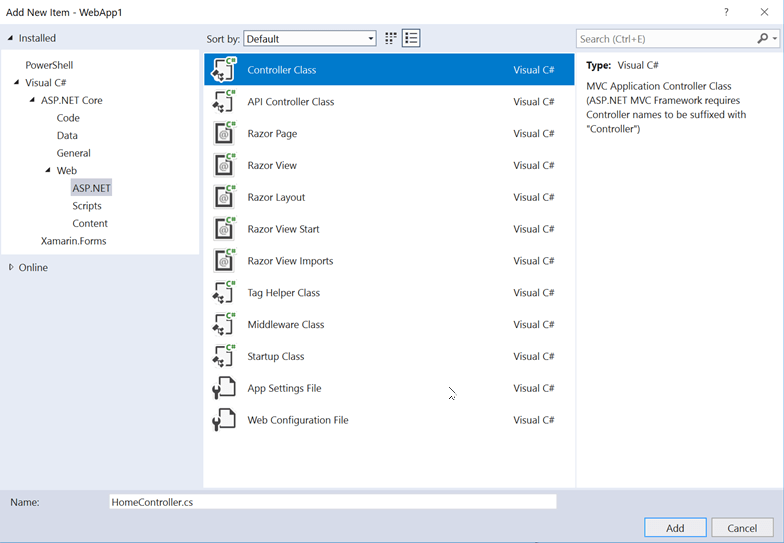 Add New Item - WebApp1
? ×
Installed
Sort by: Default
Search (Ctrl+E)
PowerShell
Visual C#
ASP.NET Core
Code
Data
General
Web
ASP.NET
Scripts
Content
Xamarin.Forms
Online
C# Controller Class Visual C#
C# API Controller Class Visual C#
C# @ Razor Page Visual C#
C# @ Razor View Visual C#
C# @ Razor Layout Visual C#
C# @ Razor View Start Visual C#
C# @ Razor View Imports Visual C#
C# Tag Helper Class Visual C#
C# Middleware Class Visual C#
C# Startup Class Visual C#
App Settings File Visual C#
Web Configuration File Visual C#
Type: Visual C#
MVC Application Controller Class
(ASP.NET MVC Framework requires
Controller names to be suffixed with
"Controller")
Name: HomeController.cs
Add Cancel